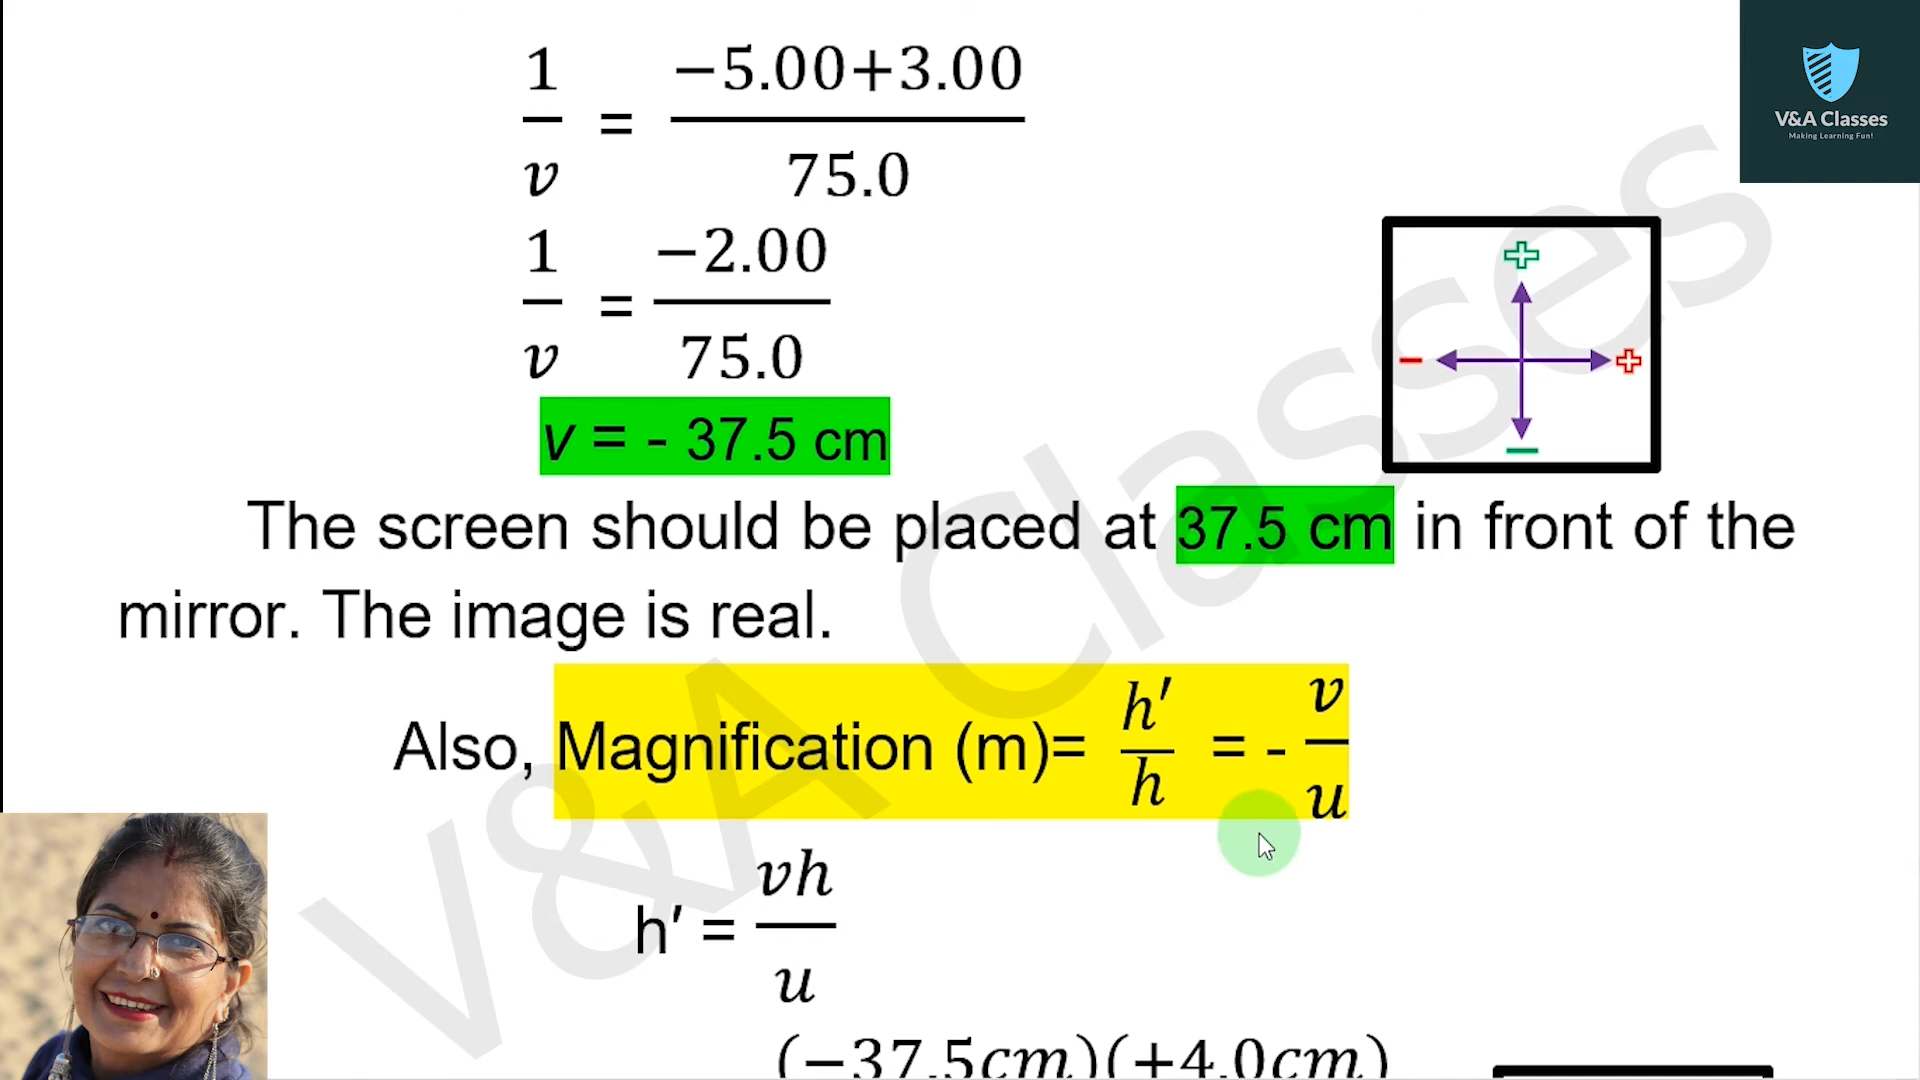 1/v = −5.00+3.00/75.0
V&A Classes
Making Learning Fun!
1/v = −2.00/75.0
v = - 37.5 cm
The screen should be placed at 37.5 cm in front of the
mirror. The image is real.
Also, Magnification (m)= h′/h = - v/u
h′ = vh/u
(−37.5cm)(+4.0cm)
V&A Classes